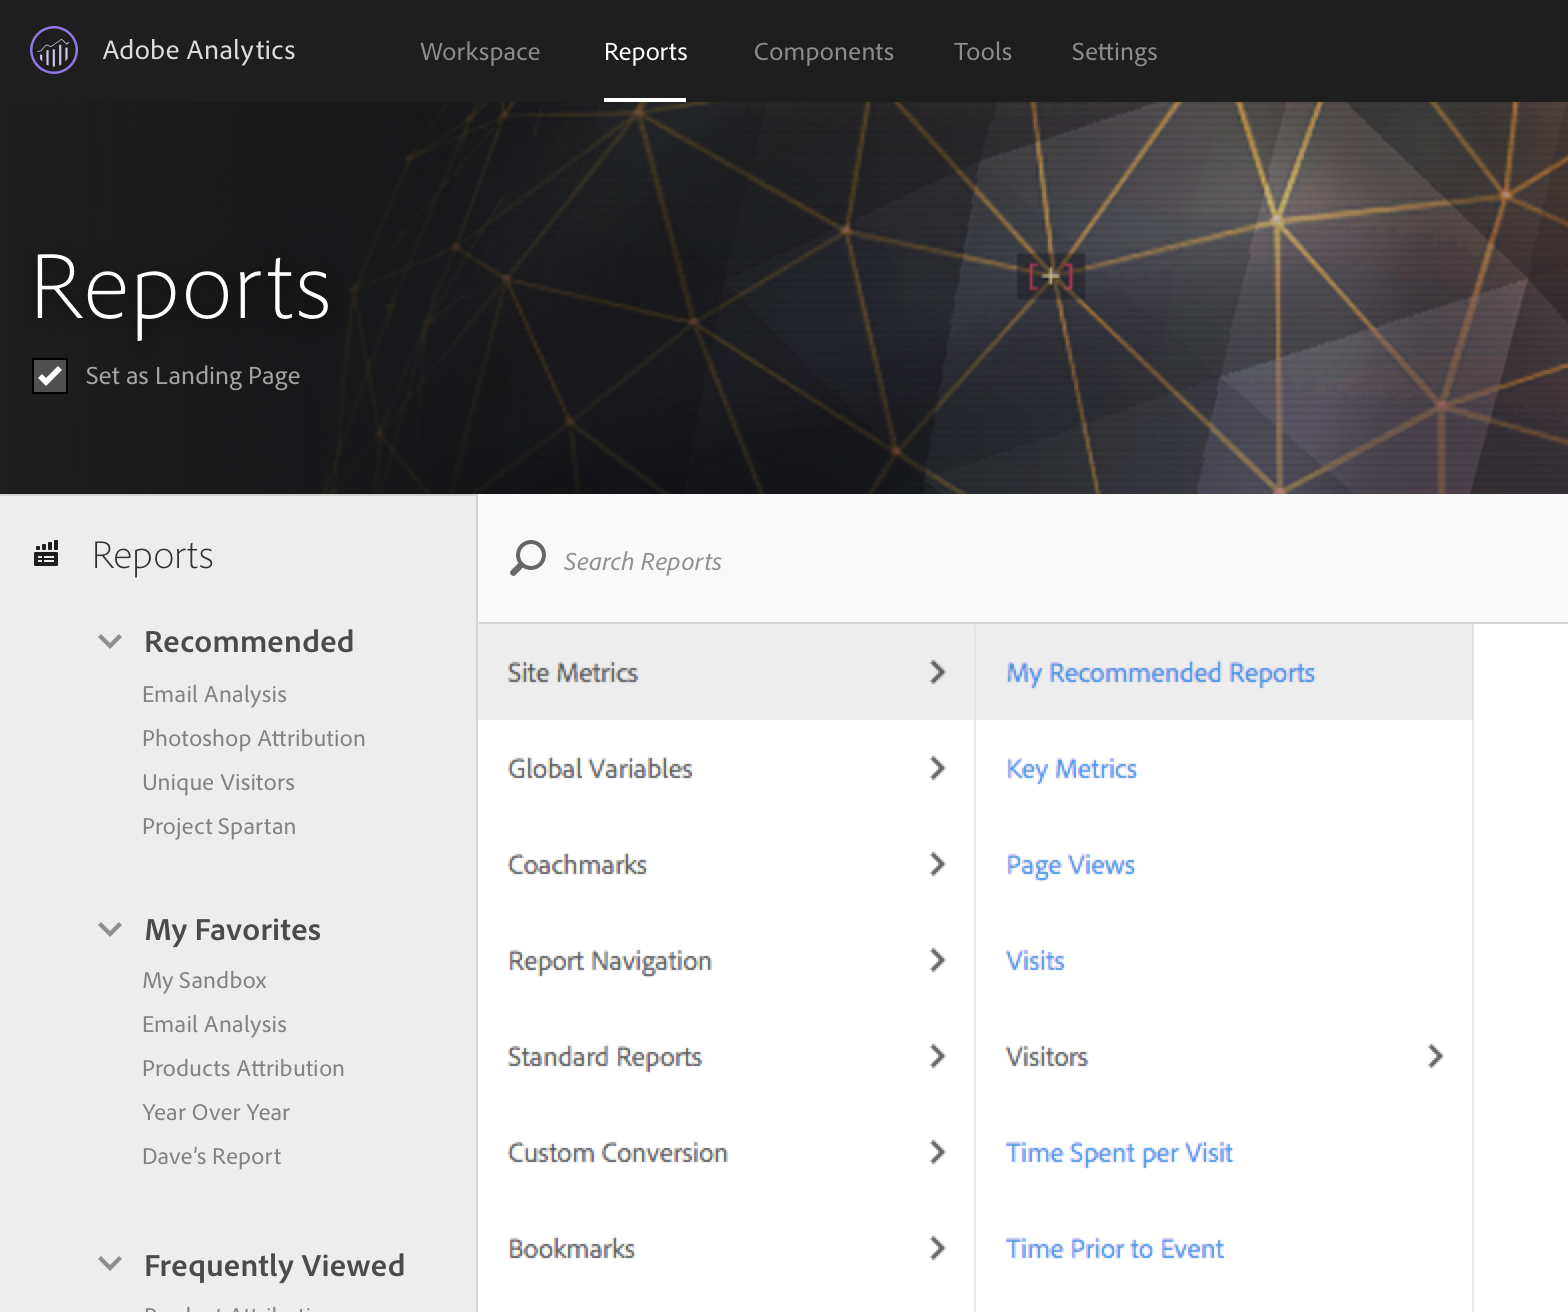 Adobe Analytics
Workspace
Reports
Components
Tools
Settings
Reports
Set as Landing Page
Reports
Recommended
Email Analysis
Photoshop Attribution
Unique Visitors
Project Spartan
My Favorites
My Sandbox
Email Analysis
Products Attribution
Year Over Year
Dave’s Report
Frequently Viewed
Search Reports
Site Metrics
Global Variables
Coachmarks
Report Navigation
Standard Reports
Custom Conversion
Bookmarks
My Recommended Reports
Key Metrics
Page Views
Visits
Visitors
Time Spent per Visit
Time Prior to Event